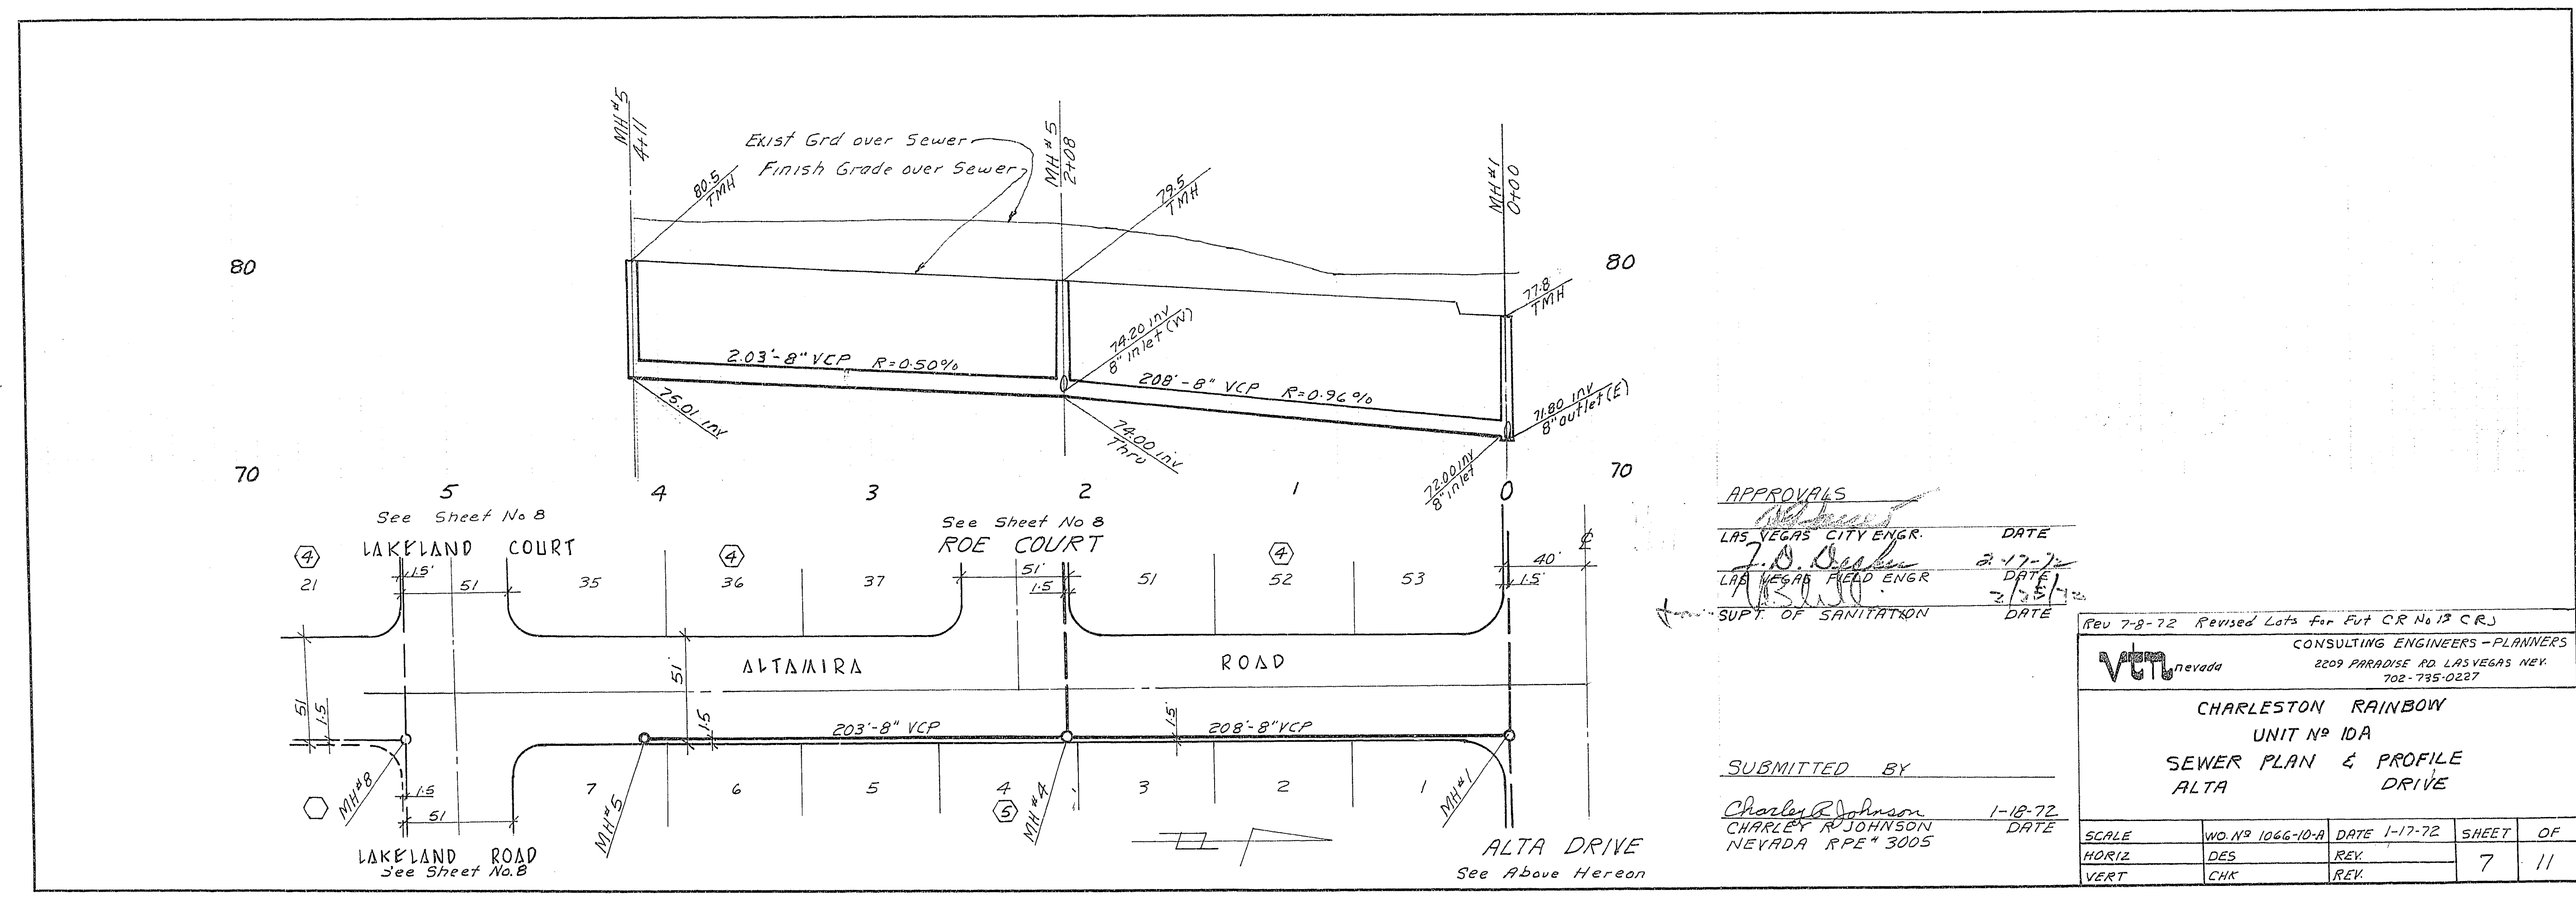 MH #5
4+11
Exist Grd over Sewer
Finish Grade over Sewer
MH #5
2+08
MH #1
0+00
80.5
TMH
79.5
TMH
77.8
TMH
80
80
2.03'-8" VCP R=0.50%
74.20 inv
8" inlet (W)
208'-8" VCP R=0.96%
71.80 inv
8" outlet (E)
75.01 inv
74.00 inv
Thru
72.00 inv
8" inlet
70
70
5
4
3
2
1
0
See Sheet No 8
LAKELAND COURT
See Sheet No 8
ROE COURT
4
21
1.5'
51
35
4
36
37
51'
1.5
51
4
52
53
40'
1.5'
51
1.5
51'
1.5
ALTAMIRA ROAD
203'-8" VCP
1.5'
208'-8" VCP
MH #8
1.5
51
7
MH #5
6
5
4
5
MH #4
3
2
1
MH #1
LAKELAND ROAD
See Sheet No. 8
ALTA DRIVE
See Above Hereon
APPROVALS
LAS VEGAS CITY ENGR. DATE
2-17-72
LAS VEGAS FIELD ENGR DATE
2/25/72
SUPT. OF SANITATION DATE
SUBMITTED BY
Charley R Johnson 1-18-72
CHARLEY R JOHNSON DATE
NEVADA RPE # 3005
Rev 7-8-72 Revised Lots for Fut CR No 13 CRJ
vtn nevada
CONSULTING ENGINEERS - PLANNERS
2209 PARADISE RD. LAS VEGAS NEV.
702-735-0227
CHARLESTON RAINBOW
UNIT Nº 10A
SEWER PLAN & PROFILE
ALTA DRIVE
SCALE WO. Nº 1066-10-A DATE 1-17-72 SHEET OF
HORIZ DES REV. 7 11
VERT CHK REV.